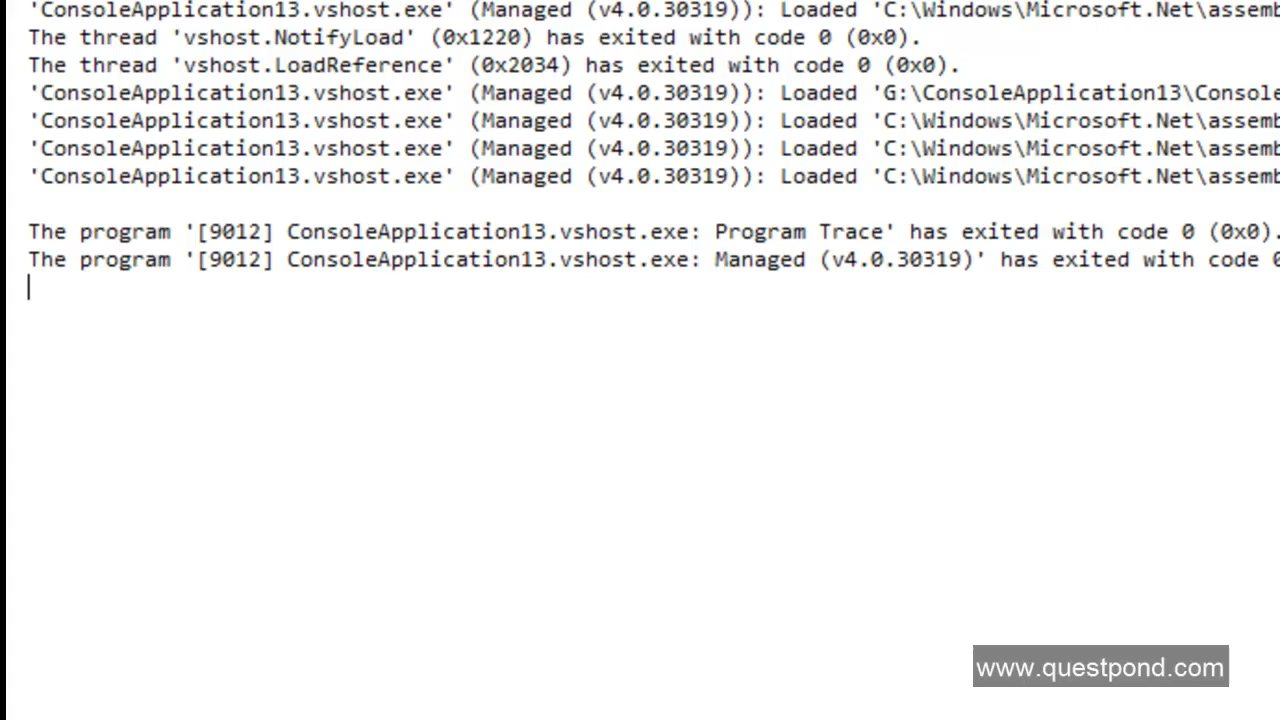 'ConsoleApplication13.vshost.exe' (Managed (v4.0.30319)): Loaded 'C:\Windows\Microsoft.Net\assemb
The thread 'vshost.NotifyLoad' (0x1220) has exited with code 0 (0x0).
The thread 'vshost.LoadReference' (0x2034) has exited with code 0 (0x0).
'ConsoleApplication13.vshost.exe' (Managed (v4.0.30319)): Loaded 'G:\ConsoleApplication13\Console
'ConsoleApplication13.vshost.exe' (Managed (v4.0.30319)): Loaded 'C:\Windows\Microsoft.Net\assemb
'ConsoleApplication13.vshost.exe' (Managed (v4.0.30319)): Loaded 'C:\Windows\Microsoft.Net\assemb
'ConsoleApplication13.vshost.exe' (Managed (v4.0.30319)): Loaded 'C:\Windows\Microsoft.Net\assemb
The program '[9012] ConsoleApplication13.vshost.exe: Program Trace' has exited with code 0 (0x0).
The program '[9012] ConsoleApplication13.vshost.exe: Managed (v4.0.30319)' has exited with code 0
www.questpond.com